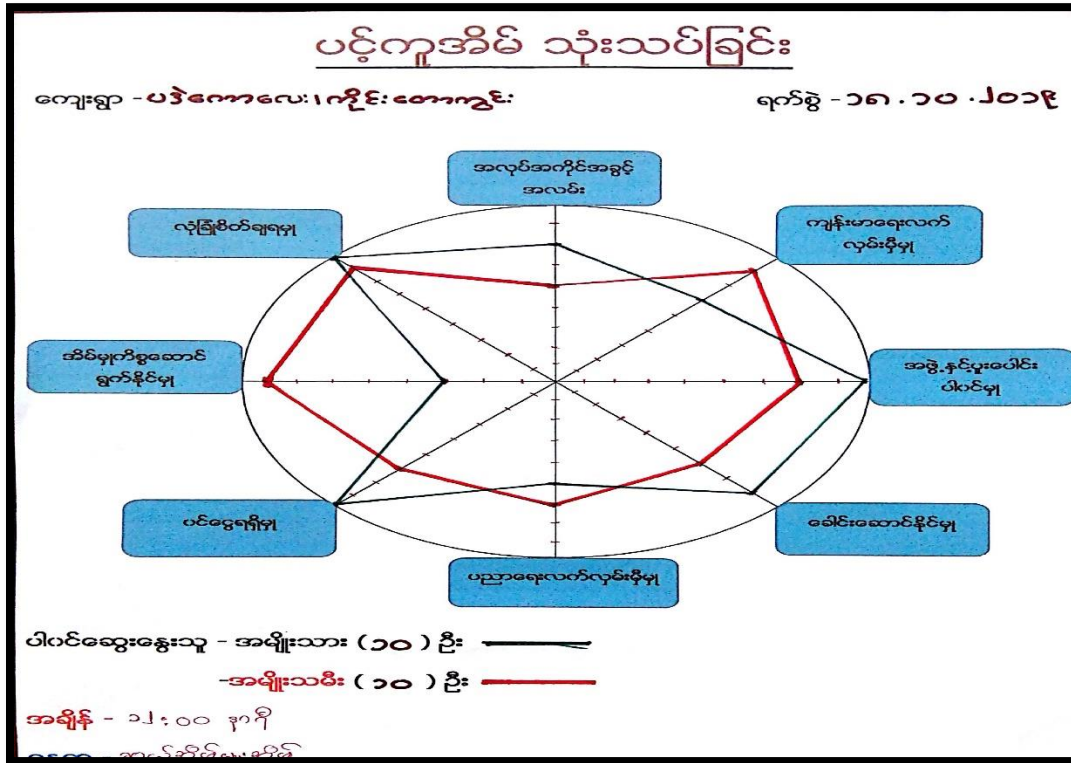 ပင့်ကူအိမ် သုံးသပ်ခြင်း
ကျေးရွာ - ပဒဲကောလေး၊ ကိုင်းတောကွင်း
ရက်စွဲ - ၁၈.၁၀.၂၀၁၉
အလုပ်အကိုင်အခွင့်
အလမ်း
လုံခြုံစိတ်ချရမှု
ကျန်းမာရေးလက်
လှမ်းမှီမှု
အိမ်မှုကိစ္စဆောင်
ရွက်နိုင်မှု
အဖွဲ့နှင့်ပူးပေါင်း
ပါဝင်မှု
ဝင်ငွေရရှိမှု
ခေါင်းဆောင်နိုင်မှု
ပညာရေးလက်လှမ်းမှီမှု
ပါဝင်ဆွေးနွေးသူ - အမျိုးသား (၁၀) ဦး
-အမျိုးသမီး (၁၀) ဦး
အချိန် - ၁၂:၀၀ နာရီ